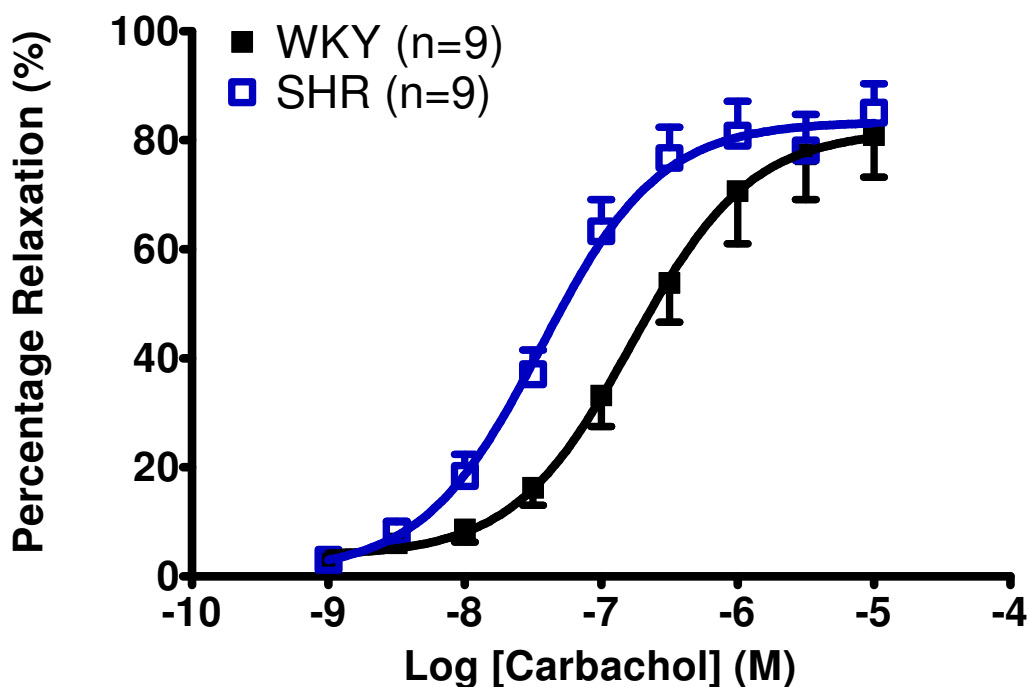 Percentage Relaxation (%)
WKY (n=9)
SHR (n=9)
100
80
60
40
20
0
-10 -9 -8 -7 -6 -5 -4
Log [Carbachol] (M)